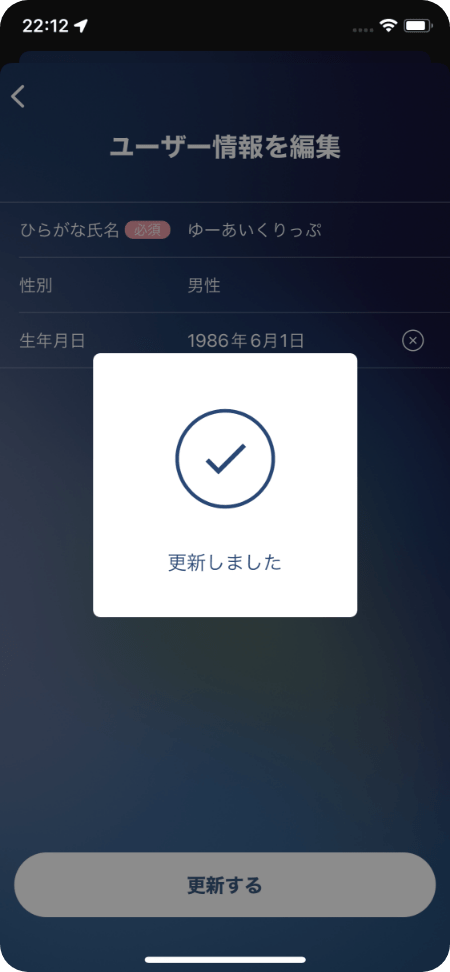 22:12
ユーザー情報を編集
ひらがな氏名 必須 ゆーあいくりっぷ
性別 男性
生年月日 1986年6月1日
更新しました
更新する